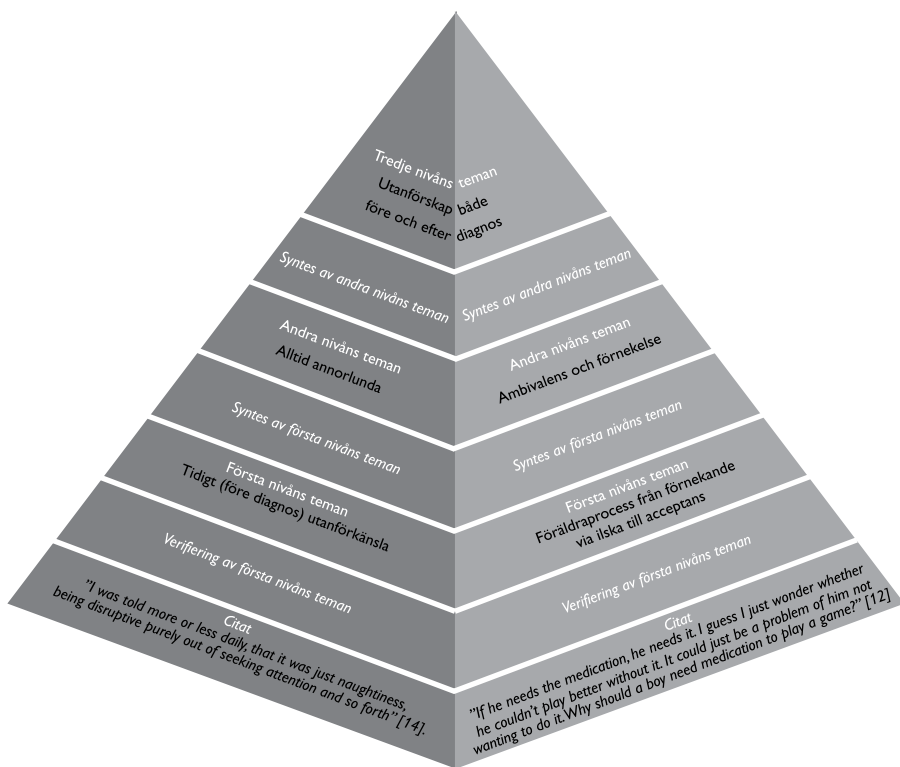 Tredje nivåns teman
Utanförskap både
före och efter diagnos
Syntes av andra nivåns teman
Syntes av andra nivåns teman
Andra nivåns teman
Alltid annorlunda
Andra nivåns teman
Ambivalens och förnekelse
Syntes av första nivåns teman
Syntes av första nivåns teman
Första nivåns teman
Tidigt (före diagnos) utanförkänsla
Första nivåns teman
Föräldraprocess från förnekande
via ilska till acceptans
Verifiering av första nivåns teman
Verifiering av första nivåns teman
Citat
"I was told more or less daily, that it was just naughtiness,
being disruptive purely out of seeking attention and so forth" [14].
Citat
"If he needs the medication, he needs it. I guess I just wonder whether
he couldn't play better without it. It could just be a problem of him not
wanting to do it. Why should a boy need medication to play a game?" [12]